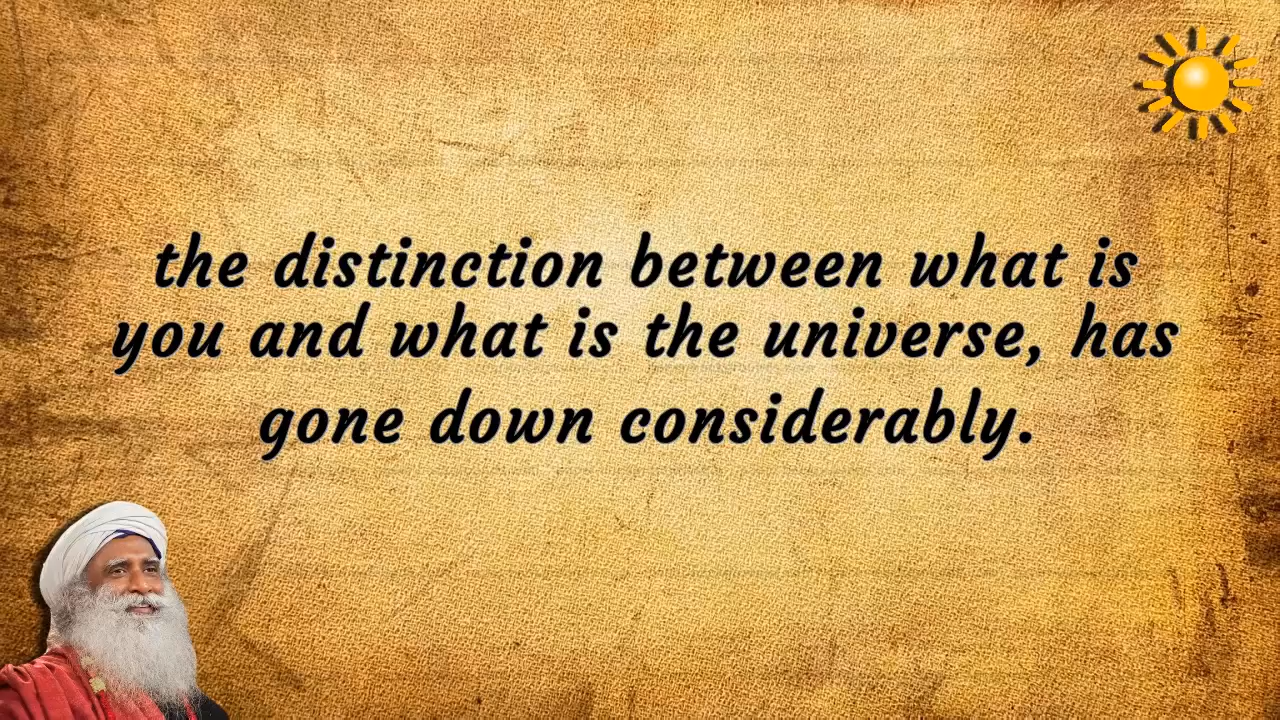 the distinction between what is
you and what is the universe, has
gone down considerably.